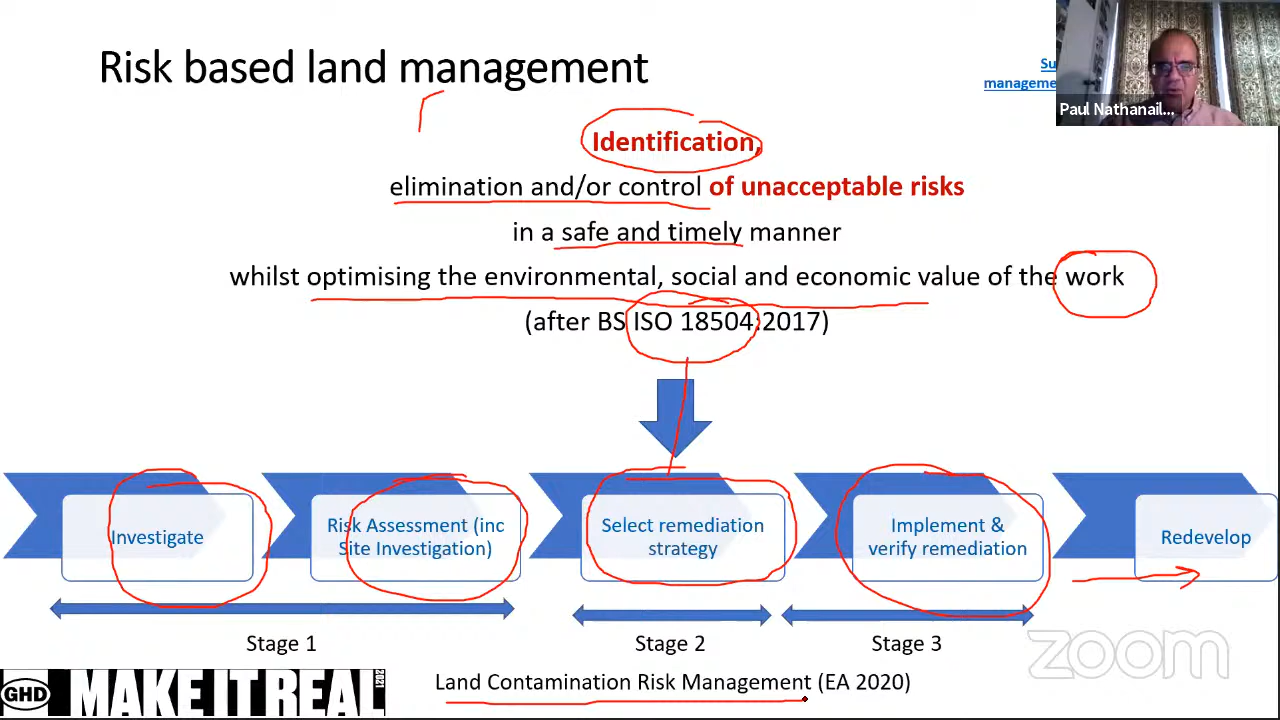 Risk based land management
Su
manageme
Paul Nathanail...
Identification,
elimination and/or control of unacceptable risks
in a safe and timely manner
whilst optimising the environmental, social and economic value of the work
(after BS ISO 18504:2017)
Investigate
Risk Assessment (inc
Site Investigation)
Select remediation
strategy
Implement &
verify remediation
Redevelop
Stage 1
Stage 2
Stage 3
zoom
GHD
MAKE IT REAL 2021
Land Contamination Risk Management (EA 2020)